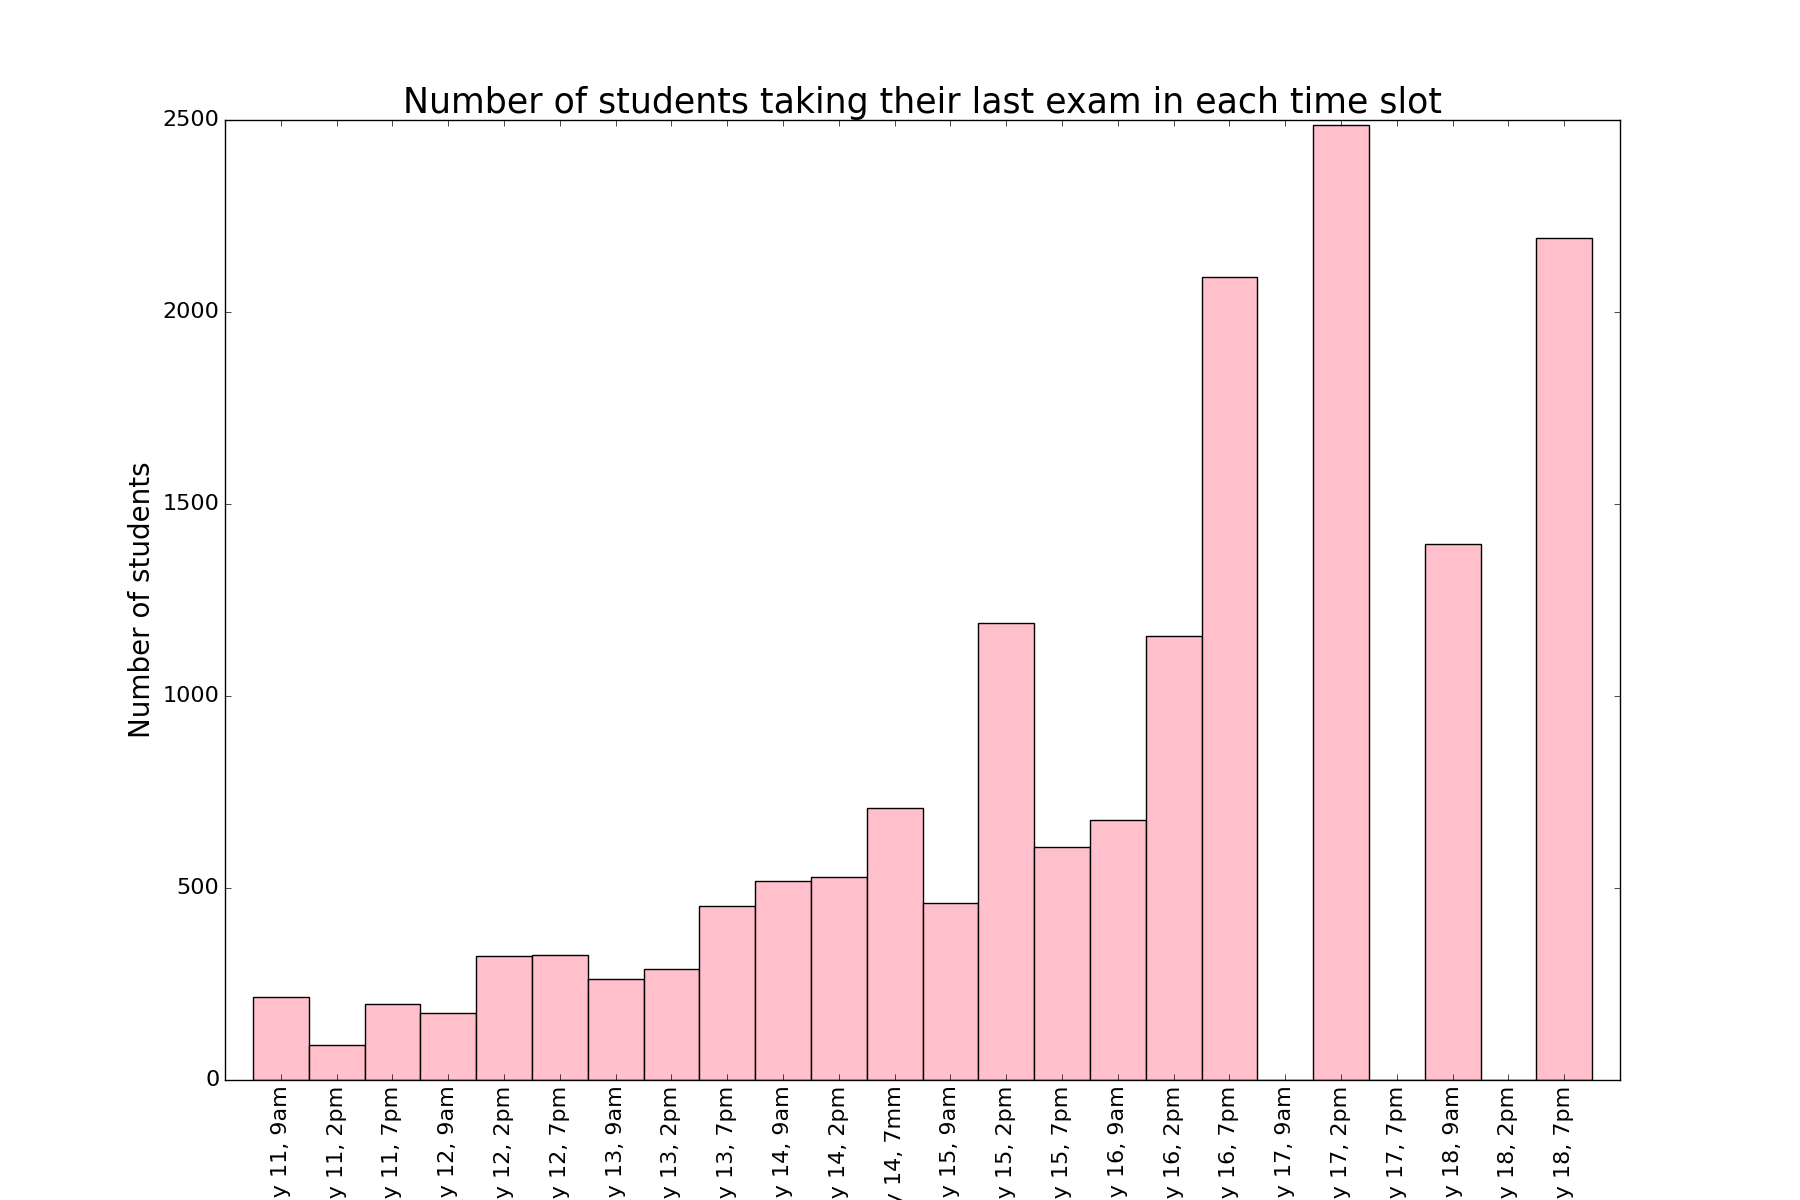 Number of students taking their last exam in each time slot
Number of students
2500
2000
1500
1000
500
0
y 11, 9am
y 11, 2pm
y 11, 7pm
y 12, 9am
y 12, 2pm
y 12, 7pm
y 13, 9am
y 13, 2pm
y 13, 7pm
y 14, 9am
y 14, 2pm
y 14, 7mm
y 15, 9am
y 15, 2pm
y 15, 7pm
y 16, 9am
y 16, 2pm
y 16, 7pm
y 17, 9am
y 17, 2pm
y 17, 7pm
y 18, 9am
y 18, 2pm
y 18, 7pm